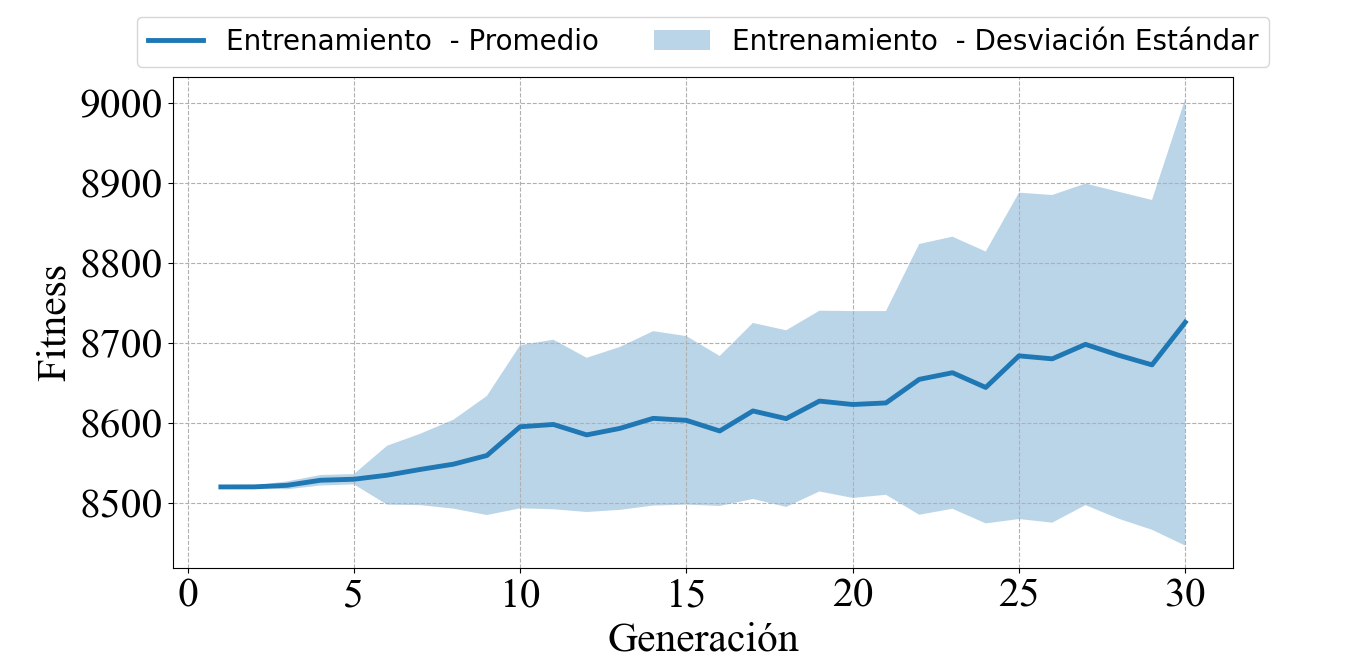 Entrenamiento - Promedio
Entrenamiento - Desviación Estándar
9000
8900
8800
8700
8600
8500
Fitness
0 5 10 15 20 25 30
Generación